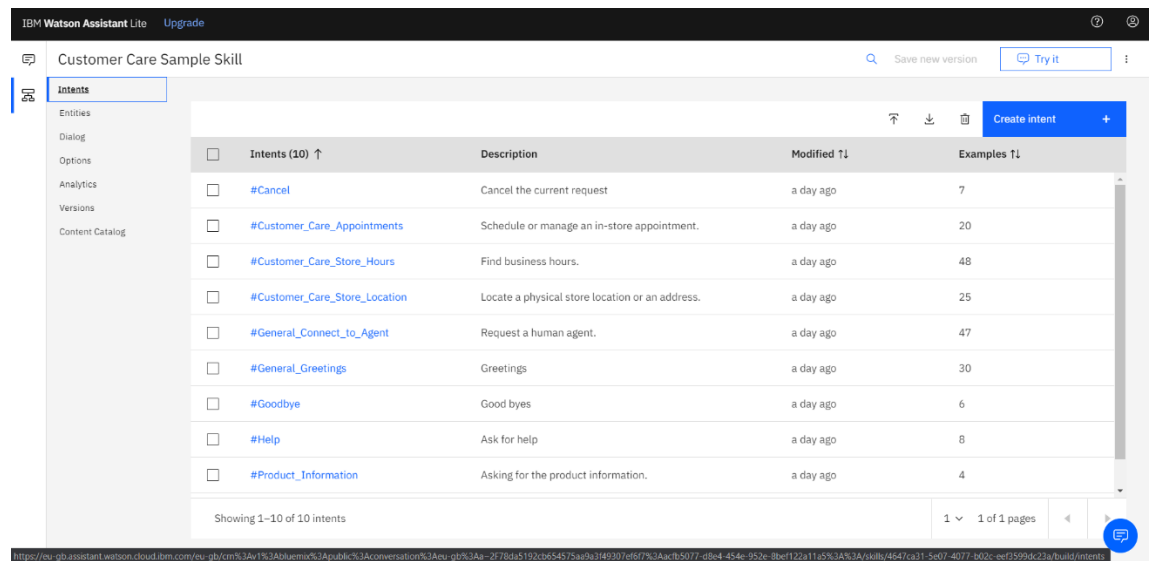 IBM Watson Assistant Lite Upgrade
Customer Care Sample Skill Save new version Try it
Intents
Entities
Dialog
Options
Analytics
Versions
Content Catalog
Create intent +
Intents (10) Description Modified Examples
#Cancel Cancel the current request a day ago 7
#Customer_Care_Appointments Schedule or manage an in-store appointment. a day ago 20
#Customer_Care_Store_Hours Find business hours. a day ago 48
#Customer_Care_Store_Location Locate a physical store location or an address. a day ago 25
#General_Connect_to_Agent Request a human agent. a day ago 47
#General_Greetings Greetings a day ago 30
#Goodbye Good byes a day ago 6
#Help Ask for help a day ago 8
#Product_Information Asking for the product information. a day ago 4
Showing 1–10 of 10 intents 1 1 of 1 pages